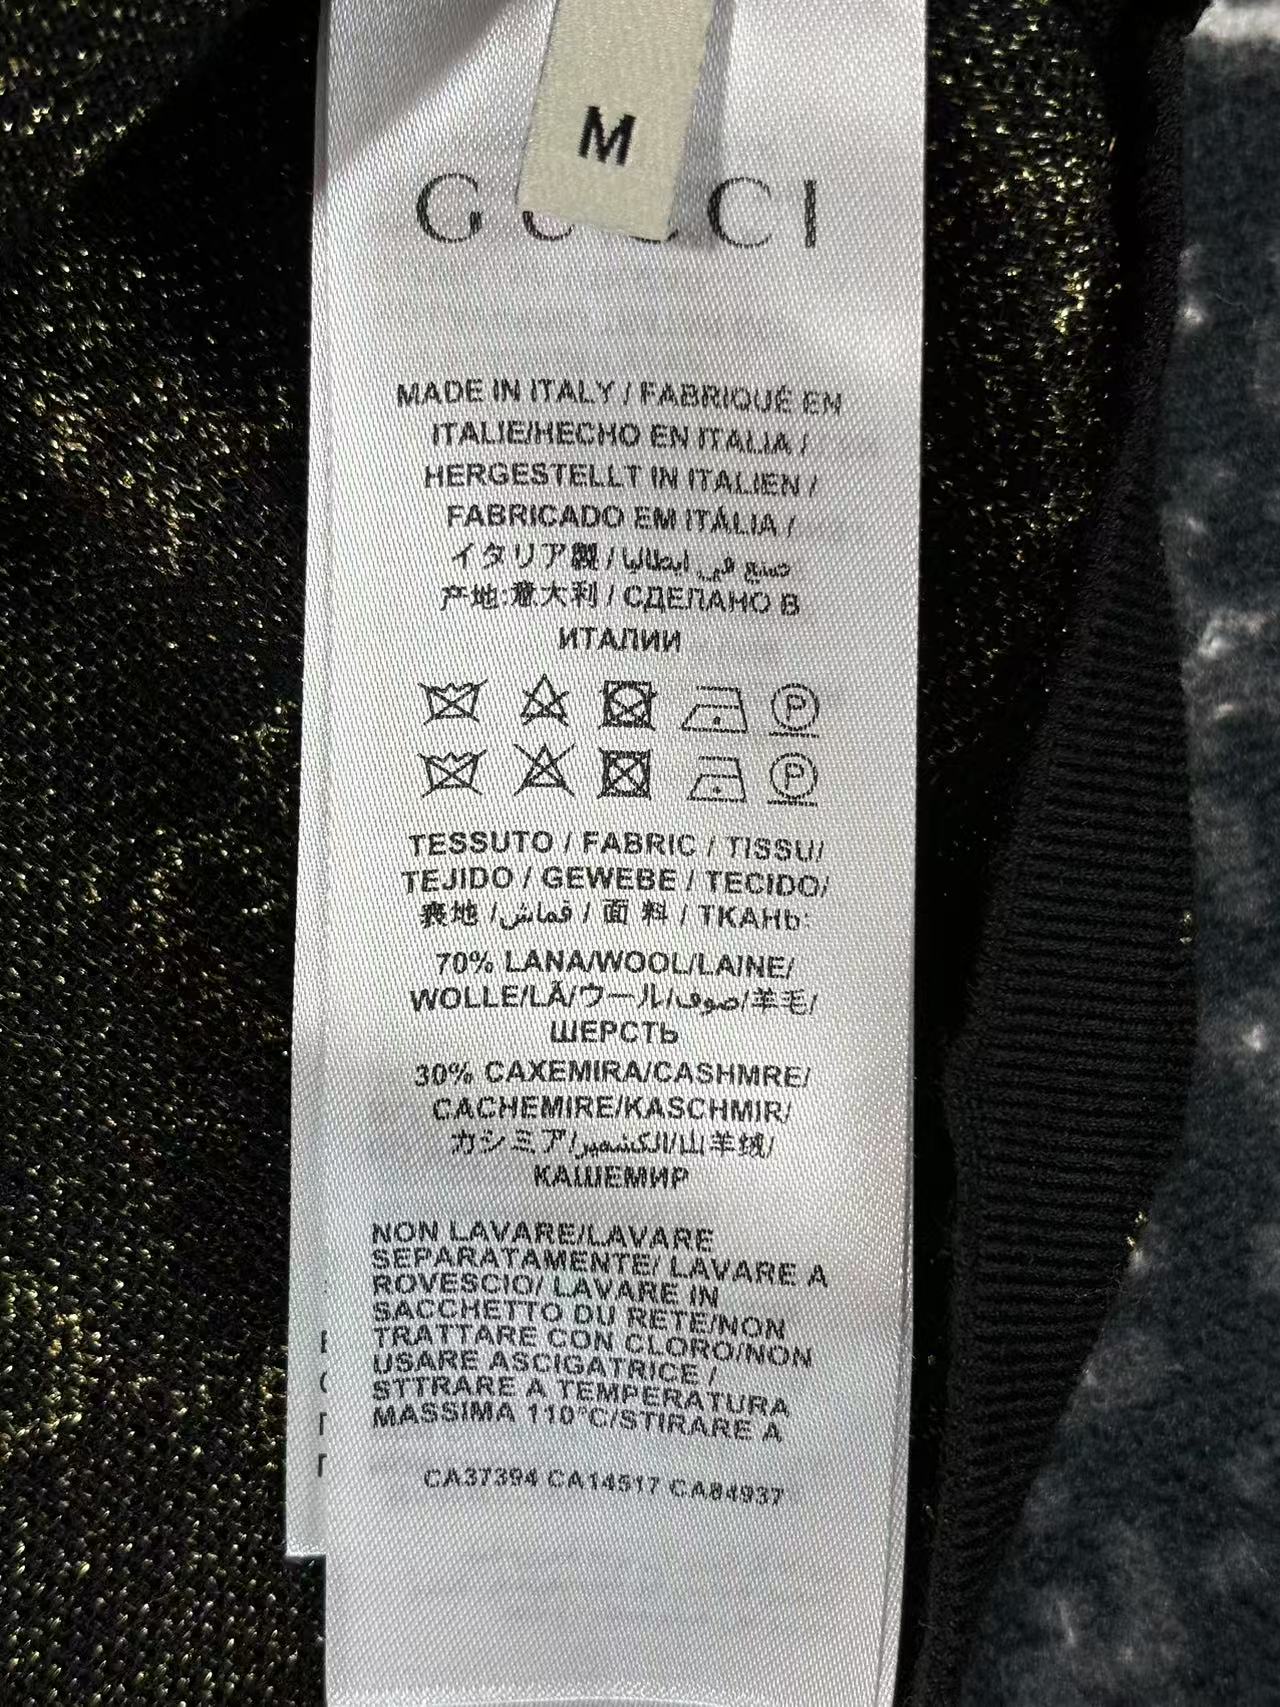 M
GUCCI
MADE IN ITALY / FABRIQUÉ EN
ITALIE/HECHO EN ITALIA /
HERGESTELLT IN ITALIEN /
FABRICADO EM ITÁLIA /
イタリア製 / صنع في ايطاليا
产地:意大利 / СДЕЛАНО В
ИТАЛИИ
P
P
TESSUTO / FABRIC / TISSU/
TEJIDO / GEWEBE / TECIDO/
表地 / قماش / 面 料 / ТКАНЬ:
70% LANA/WOOL/LAINE/
WOLLE/LÃ/ウール/صوف/羊毛/
ШЕРСТЬ
30% CAXEMIRA/CASHMRE/
CACHEMIRE/KASCHMIR/
カシミア/الكشمير/山羊绒/
КАШЕМИР
NON LAVARE/LAVARE
SEPARATAMENTE/ LAVARE A
ROVESCIO/ LAVARE IN
SACCHETTO DU RETE/NON
TRATTARE CON CLORO/NON
USARE ASCIGATRICE /
STTRARE A TEMPERATURA
MASSIMA 110°C/STIRARE A
CA37394 CA14517 CA84937